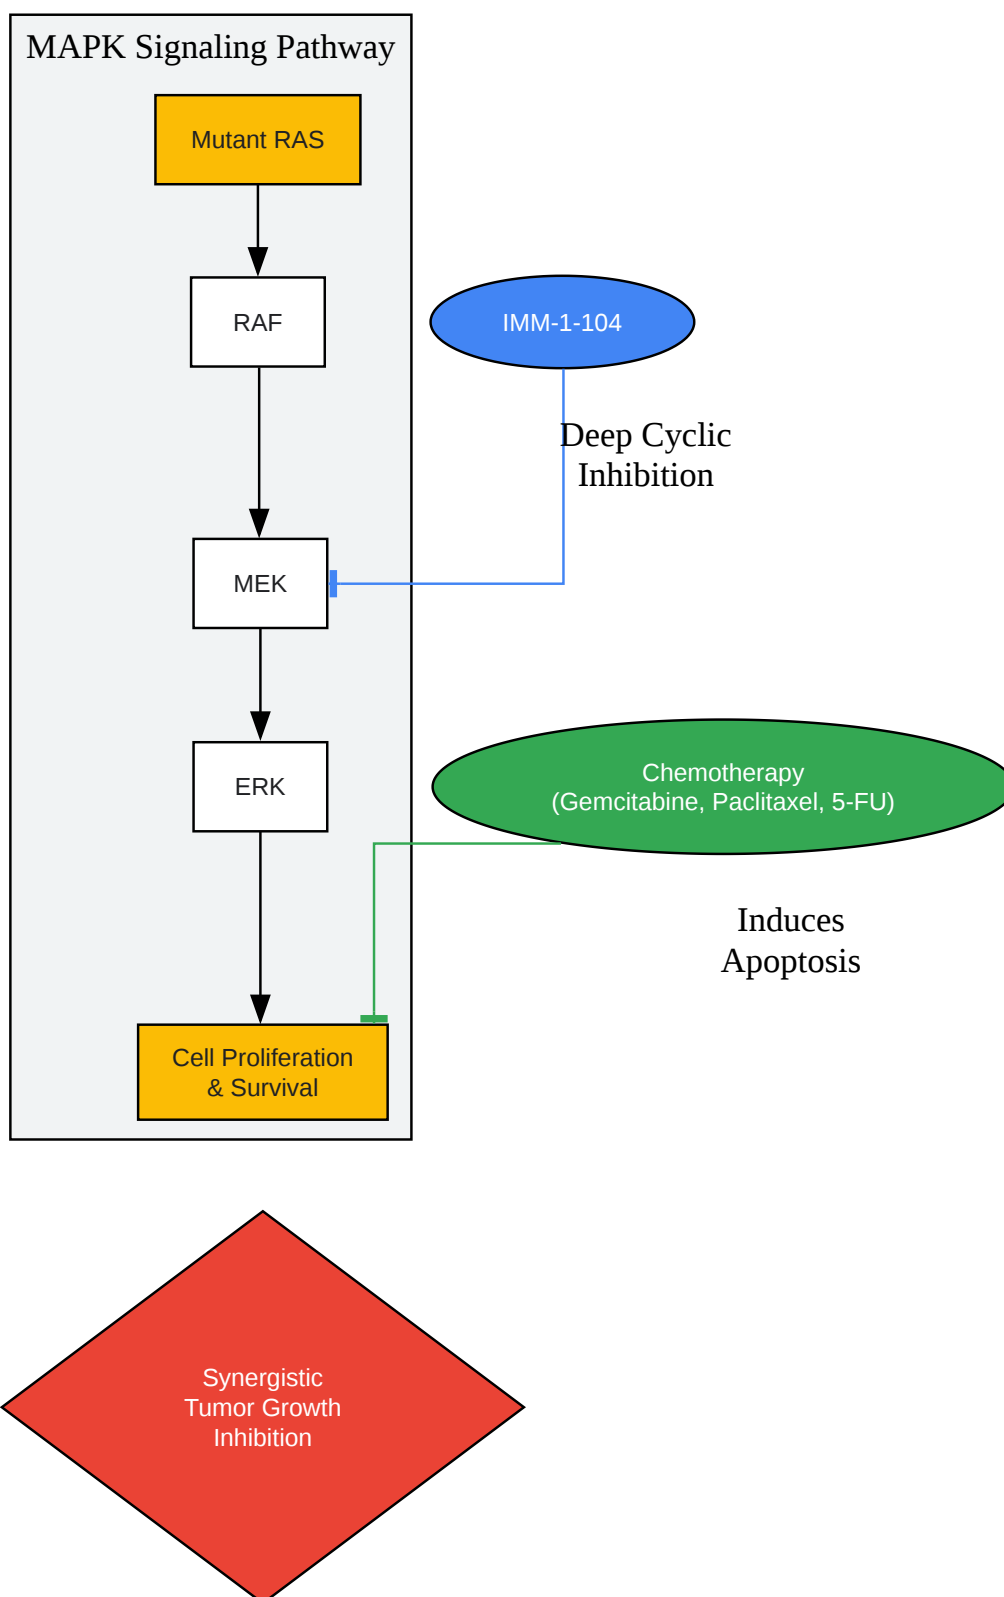 MAPK Signaling Pathway
Mutant RAS
RAF
IMM-1-104
Deep Cyclic
Inhibition
MEK
Chemotherapy
(Gemcitabine, Paclitaxel, 5-FU)
ERK
Induces
Apoptosis
Cell Proliferation
& Survival
Synergistic
Tumor Growth
Inhibition